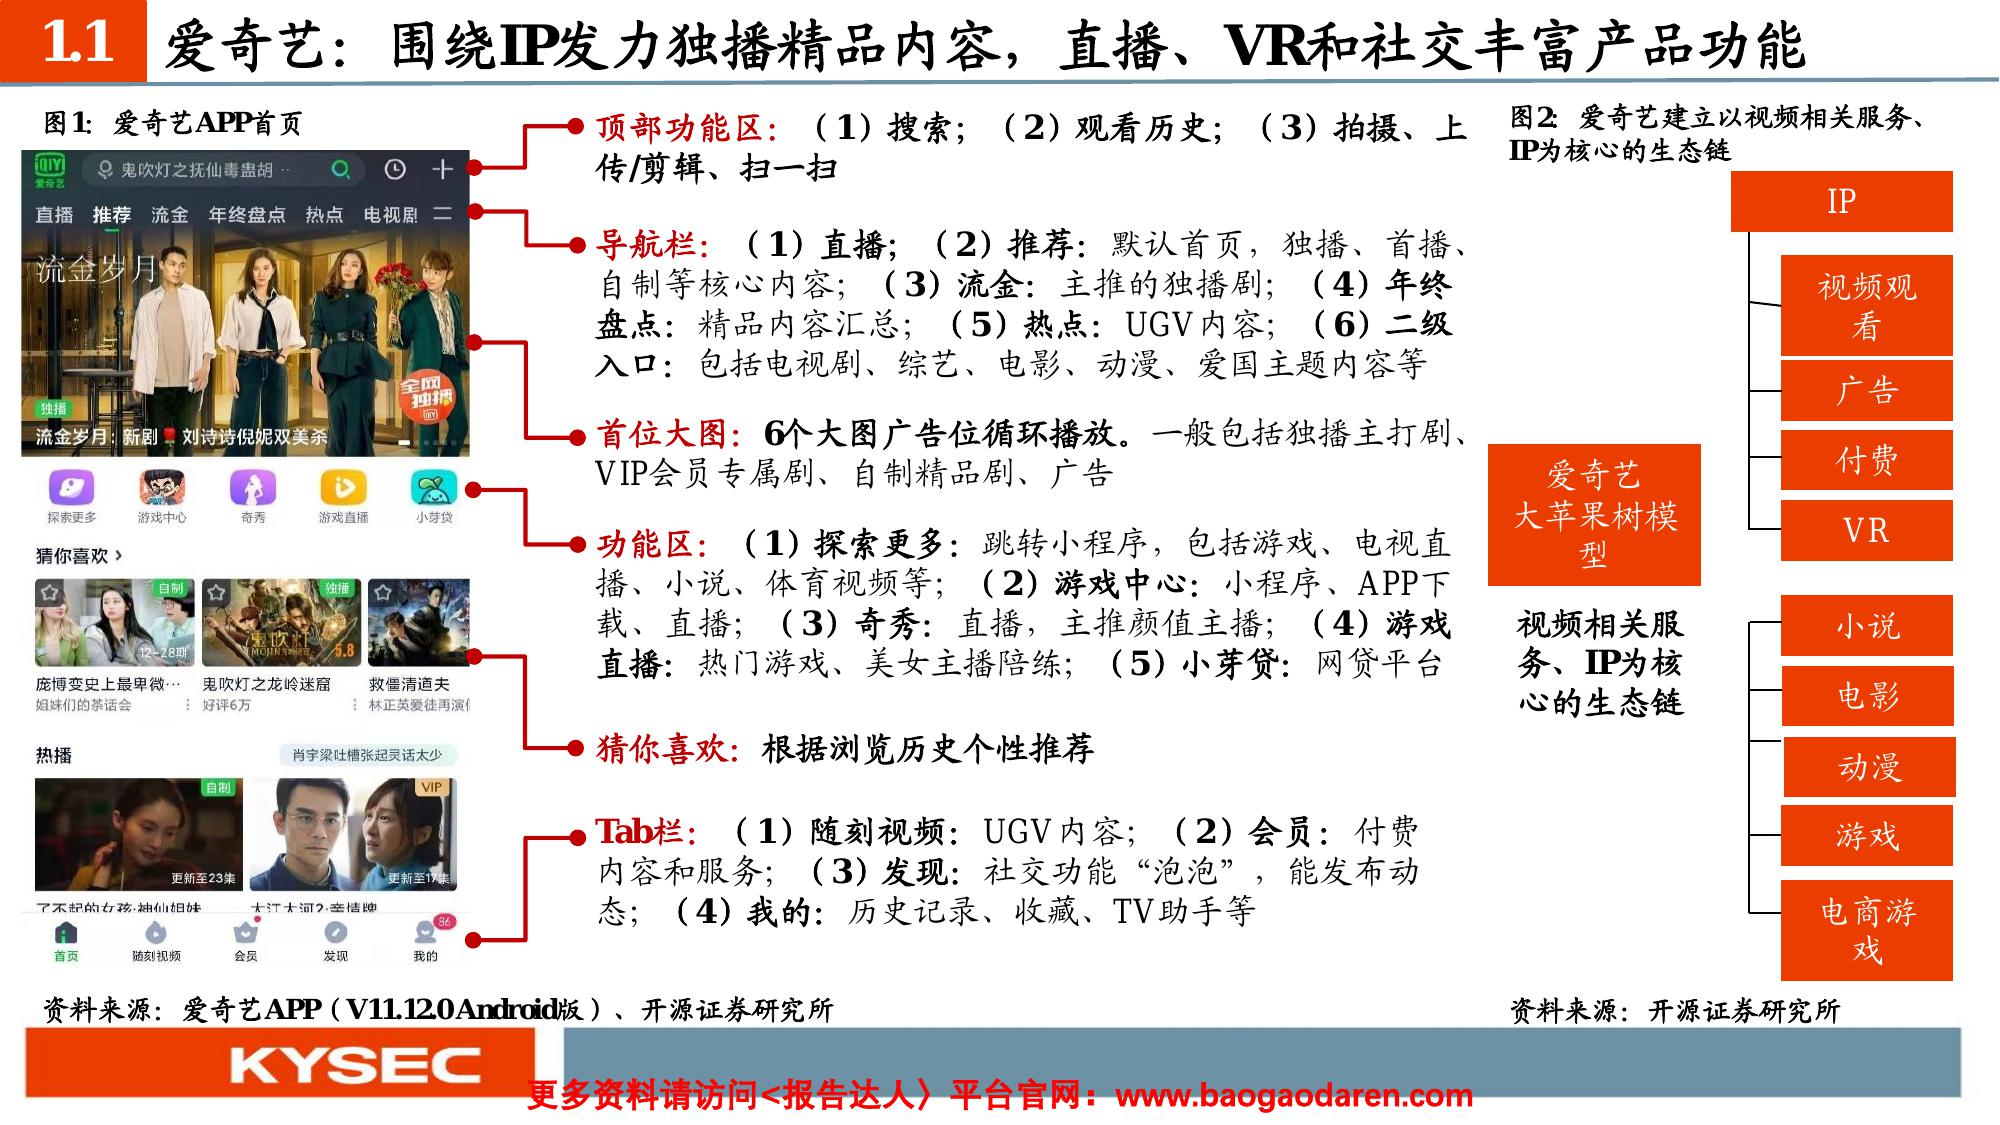 1.1 爱奇艺：围绕IP发力独播精品内容，直播、VR和社交丰富产品功能
图1：爱奇艺APP首页
爱奇艺 鬼吹灯之抚仙毒蛊胡…
直播 推荐 流金 年终盘点 热点 电视剧
流金岁月
全网
独播
独播
流金岁月：新剧🌹刘诗诗倪妮双美杀
探索更多 游戏中心 奇秀 游戏直播 小芽贷
猜你喜欢 ›
自制 独播
12-28期 鬼吹灯 5.8
庞博变史上最卑微… 鬼吹灯之龙岭迷窟 救僵清道夫
姐妹们的茶话会 好评6万 林正英爱徒再演
热播 肖宇梁吐槽张起灵话太少
自制 VIP
更新至23集 更新至17集
了不起的女孩:神仙姐妹 大江大河2:亲情牌
86
首页 随刻视频 会员 发现 我的
顶部功能区：（1）搜索；（2）观看历史；（3）拍摄、上
传/剪辑、扫一扫
导航栏：（1）直播；（2）推荐：默认首页，独播、首播、
自制等核心内容；（3）流金：主推的独播剧；（4）年终
盘点：精品内容汇总；（5）热点：UGV内容；（6）二级
入口：包括电视剧、综艺、电影、动漫、爱国主题内容等
首位大图：6个大图广告位循环播放。一般包括独播主打剧、
VIP会员专属剧、自制精品剧、广告
功能区：（1）探索更多：跳转小程序，包括游戏、电视直
播、小说、体育视频等；（2）游戏中心：小程序、APP下
载、直播；（3）奇秀：直播，主推颜值主播；（4）游戏
直播：热门游戏、美女主播陪练；（5）小芽贷：网贷平台
猜你喜欢：根据浏览历史个性推荐
Tab栏：（1）随刻视频：UGV内容；（2）会员：付费
内容和服务；（3）发现：社交功能“泡泡”，能发布动
态；（4）我的：历史记录、收藏、TV助手等
图2：爱奇艺建立以视频相关服务、
IP为核心的生态链
IP
视频观
看
广告
付费
VR
爱奇艺
大苹果树模
型
视频相关服
务、IP为核
心的生态链
小说
电影
动漫
游戏
电商游
戏
资料来源：爱奇艺APP（V11.12.0 Android版）、开源证券研究所
资料来源：开源证券研究所
KYSEC
更多资料请访问<报告达人〉平台官网：www.baogaodaren.com